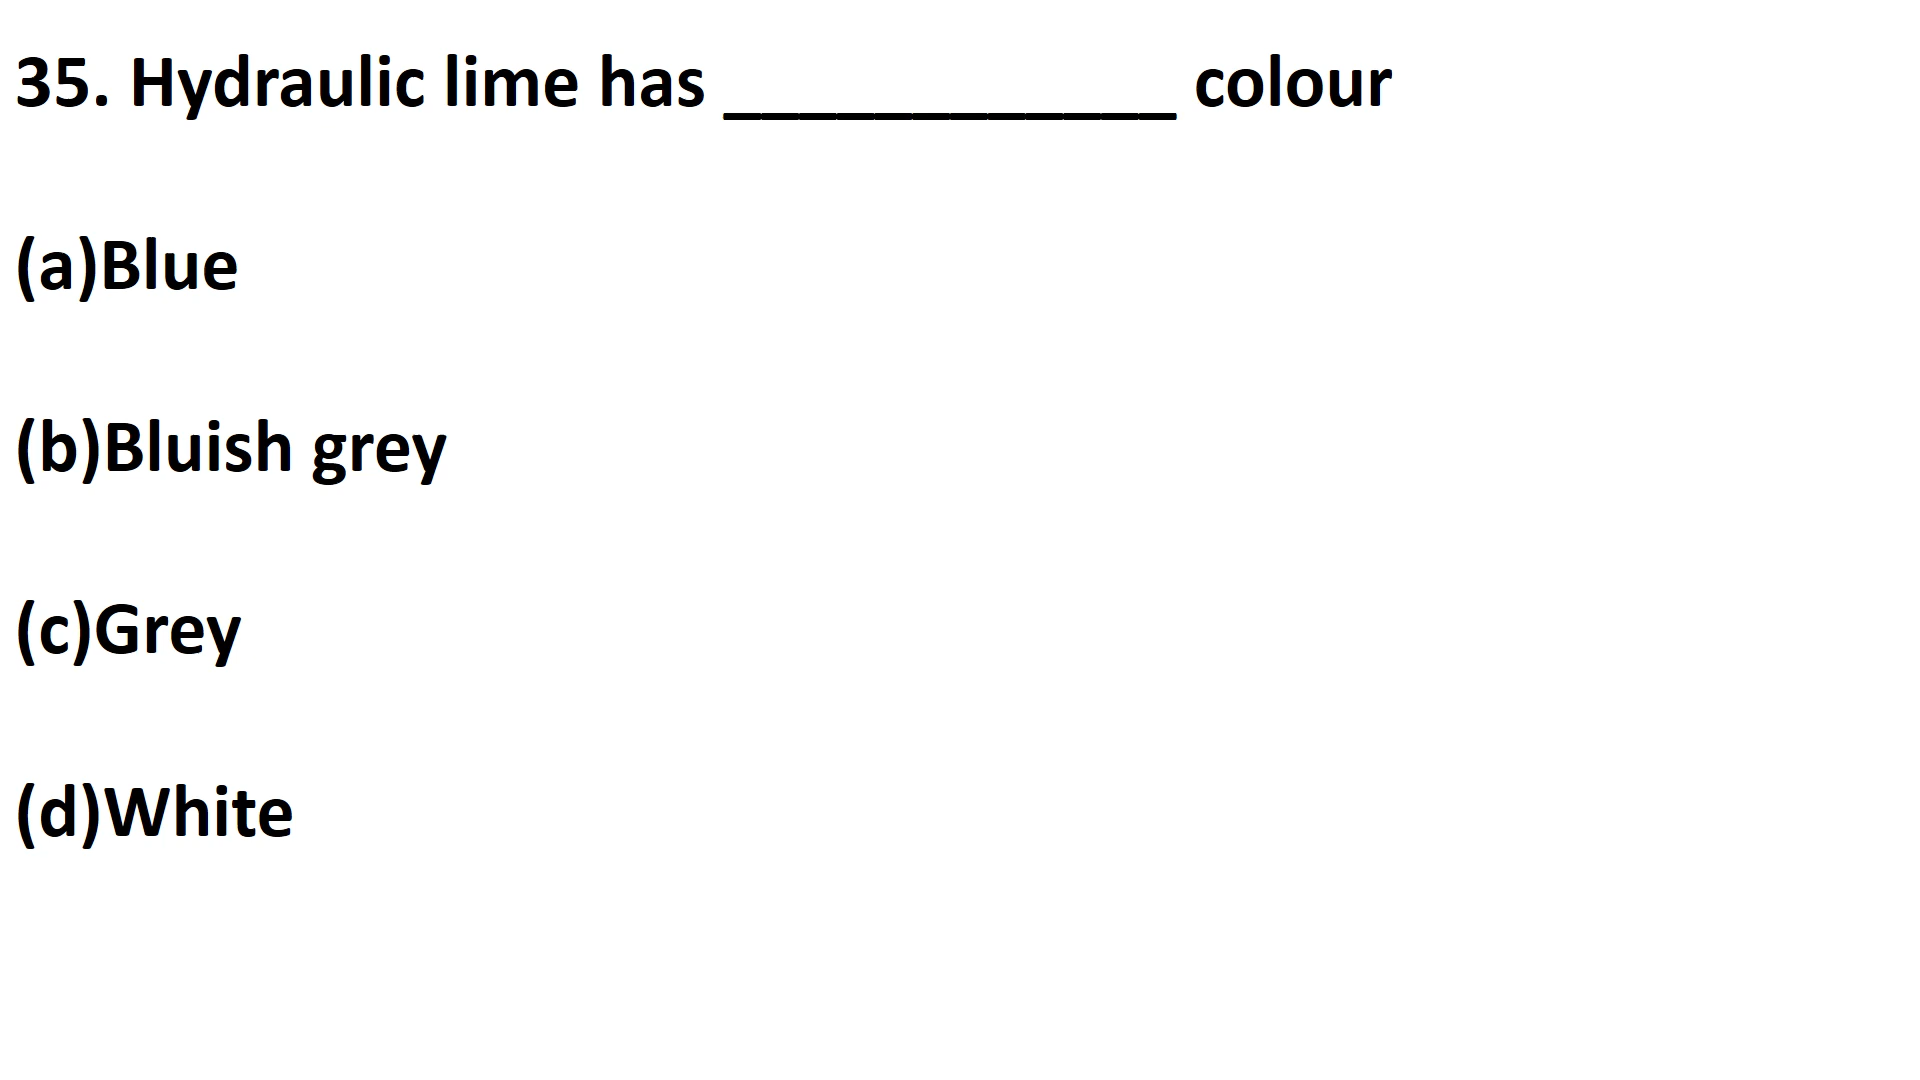 35. Hydraulic lime has ____________ colour
(a)Blue
(b)Bluish grey
(c)Grey
(d)White